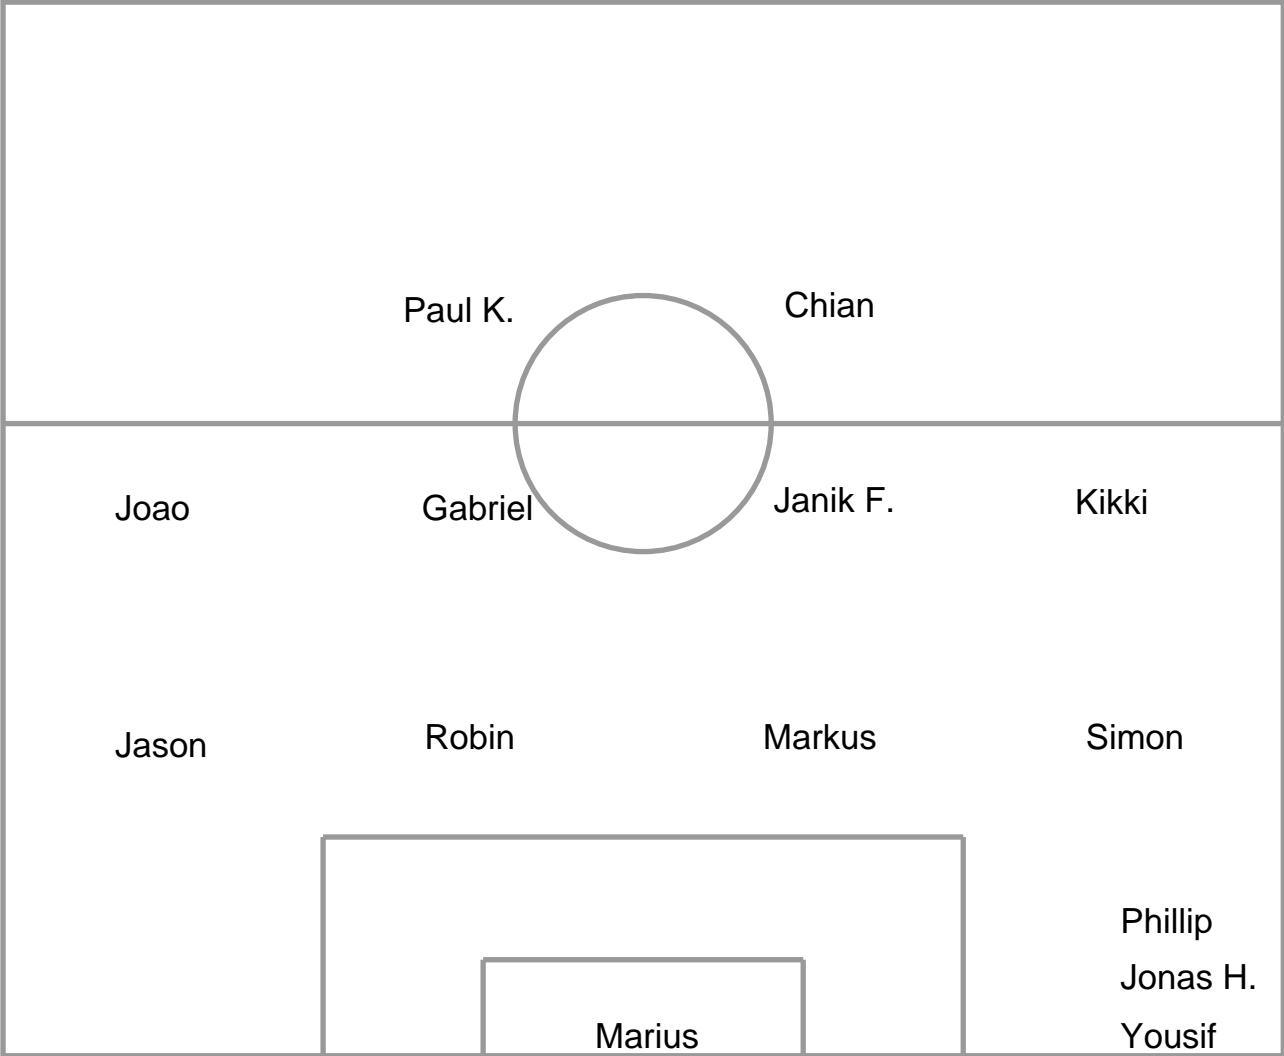 Paul K.
Chian
Joao
Gabriel
Janik F.
Kikki
Jason
Robin
Markus
Simon
Phillip
Jonas H.
Marius
Yousif